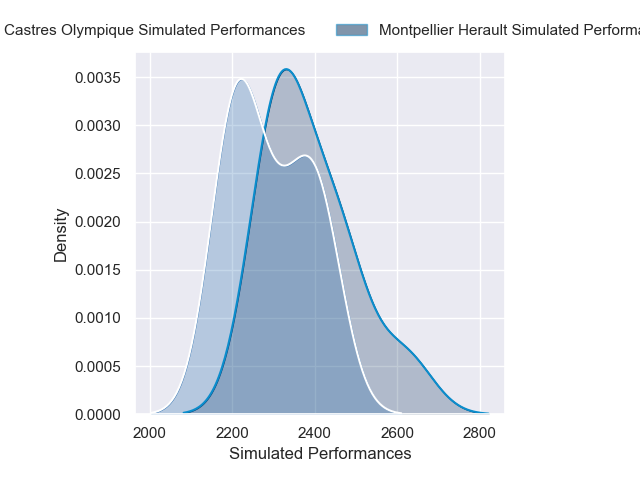 Castres Olympique Simulated Performances Montpellier Herault Simulated Performa
0.0035
0.0030
0.0025
0.0020
0.0015
0.0010
0.0005
0.0000
Density
2000 2200 2400 2600 2800
Simulated Performances